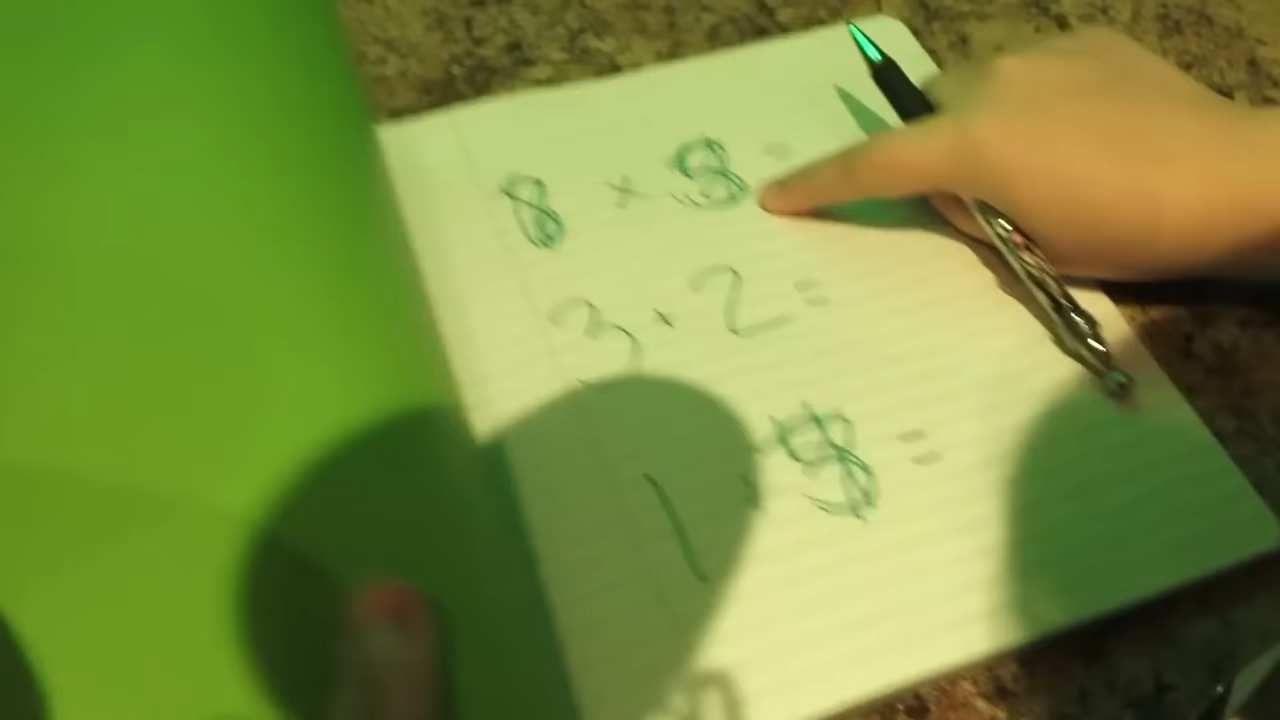 8 × 8 =
3 × 2 =
1 × 8 =